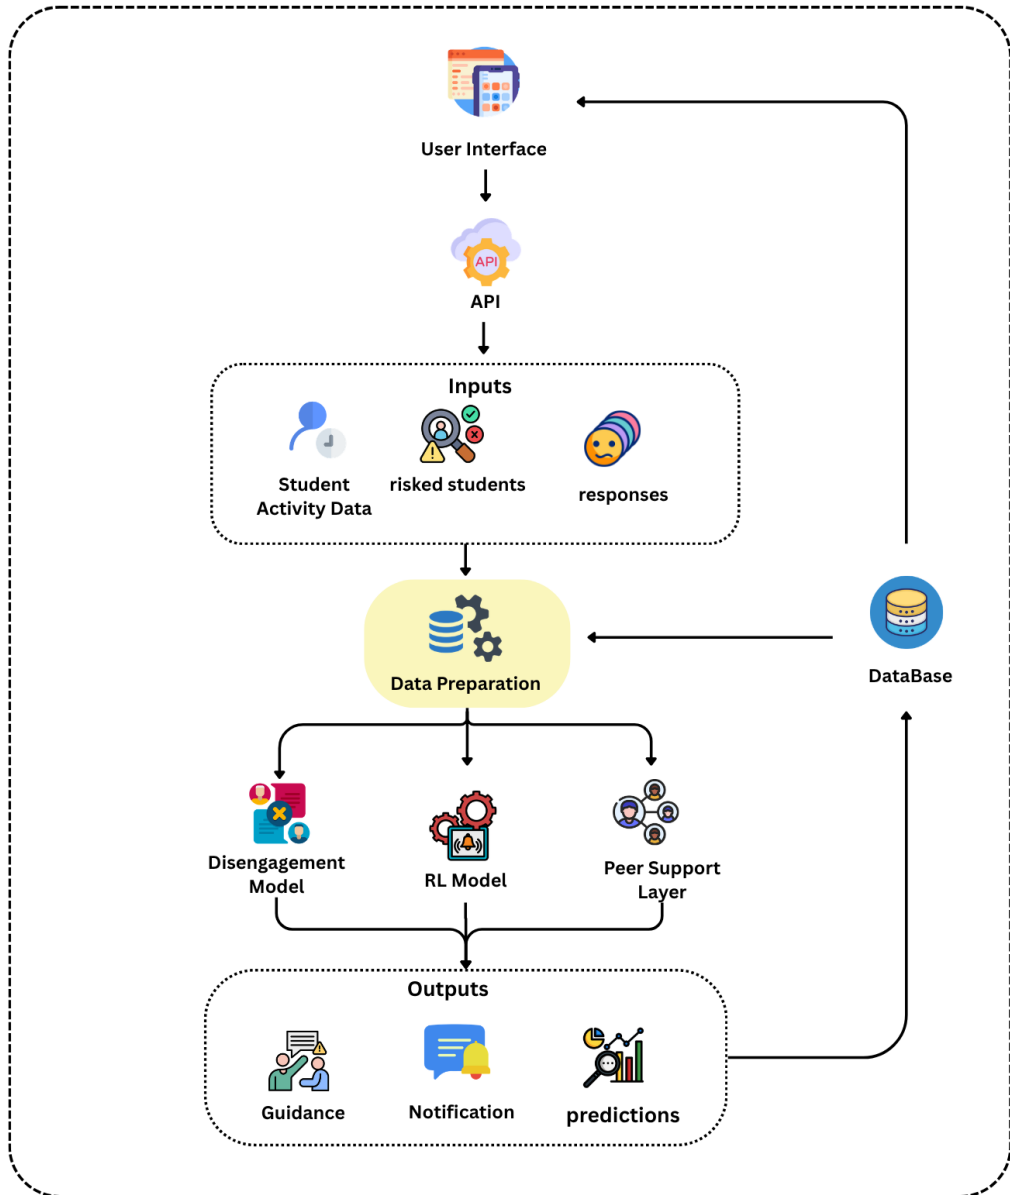 User Interface
API
API
Inputs
Student
Activity Data
risked students
responses
Data Preparation
DataBase
Disengagement
Model
RL Model
Peer Support
Layer
Outputs
Guidance
Notification
predictions